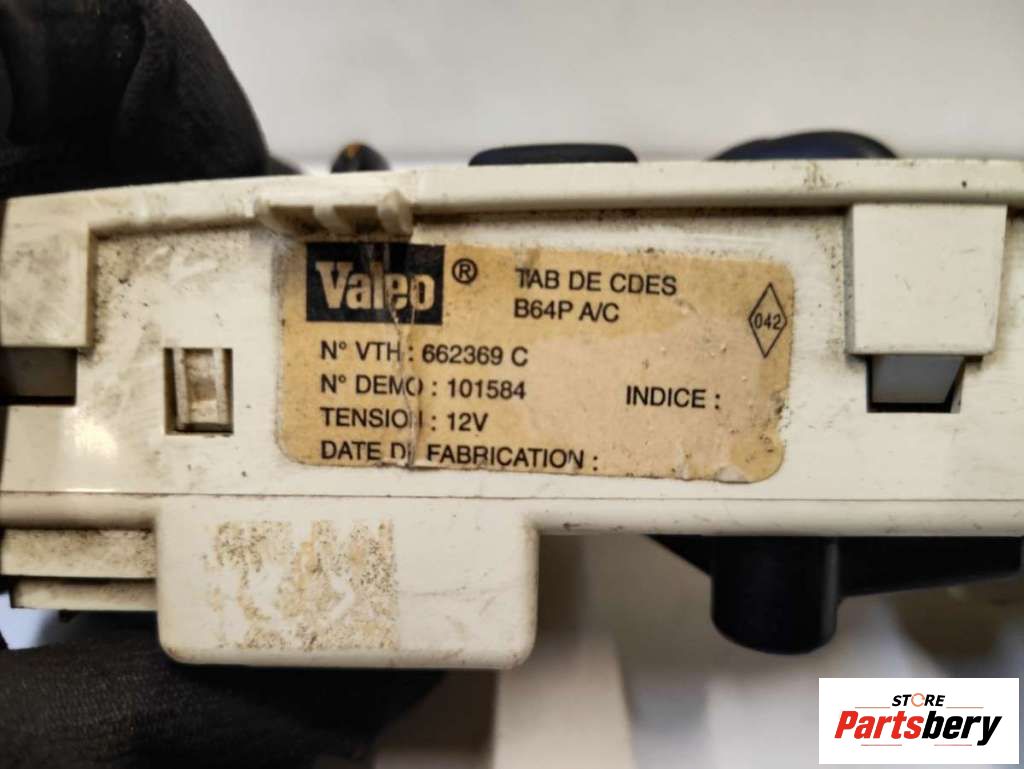 Valeo ® TAB DE CDES
B64P A/C
042
N° VTH : 662369 C
N° DEMO : 101584 INDICE :
TENSION : 12V
DATE DE FABRICATION :
STORE
Partsbery